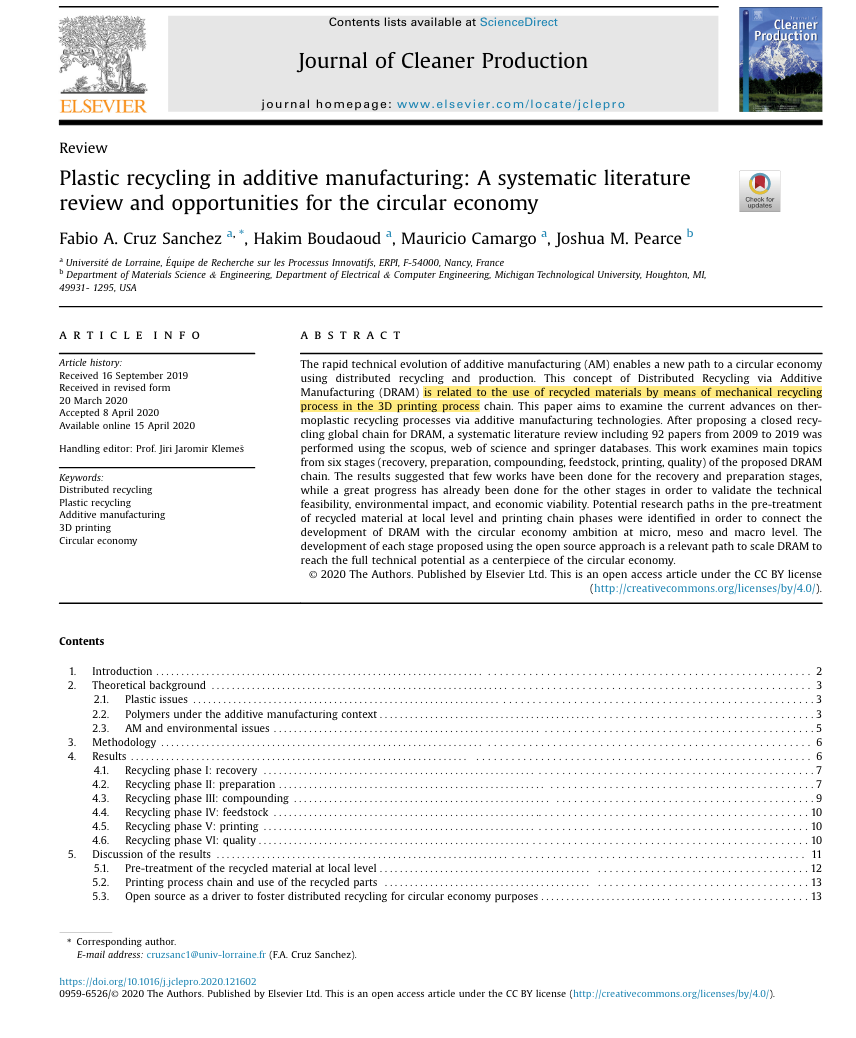 Contents lists available at ScienceDirect
Journal of Cleaner Production
journal homepage: www.elsevier.com/locate/jclepro
ELSEVIER
Cleaner
Production
Review
Plastic recycling in additive manufacturing: A systematic literature
review and opportunities for the circular economy
Check for
updates
Fabio A. Cruz Sanchez a, *, Hakim Boudaoud a, Mauricio Camargo a, Joshua M. Pearce b
a Université de Lorraine, Équipe de Recherche sur les Processus Innovatifs, ERPI, F-54000, Nancy, France
b Department of Materials Science & Engineering, Department of Electrical & Computer Engineering, Michigan Technological University, Houghton, MI,
49931- 1295, USA
ARTICLE INFO
Article history:
Received 16 September 2019
Received in revised form
20 March 2020
Accepted 8 April 2020
Available online 15 April 2020
Handling editor: Prof. Jiri Jaromir Klemeš
Keywords:
Distributed recycling
Plastic recycling
Additive manufacturing
3D printing
Circular economy
ABSTRACT
The rapid technical evolution of additive manufacturing (AM) enables a new path to a circular economy
using distributed recycling and production. This concept of Distributed Recycling via Additive
Manufacturing (DRAM) is related to the use of recycled materials by means of mechanical recycling
process in the 3D printing process chain. This paper aims to examine the current advances on ther-
moplastic recycling processes via additive manufacturing technologies. After proposing a closed recy-
cling global chain for DRAM, a systematic literature review including 92 papers from 2009 to 2019 was
performed using the scopus, web of science and springer databases. This work examines main topics
from six stages (recovery, preparation, compounding, feedstock, printing, quality) of the proposed DRAM
chain. The results suggested that few works have been done for the recovery and preparation stages,
while a great progress has already been done for the other stages in order to validate the technical
feasibility, environmental impact, and economic viability. Potential research paths in the pre-treatment
of recycled material at local level and printing chain phases were identified in order to connect the
development of DRAM with the circular economy ambition at micro, meso and macro level. The
development of each stage proposed using the open source approach is a relevant path to scale DRAM to
reach the full technical potential as a centerpiece of the circular economy.
© 2020 The Authors. Published by Elsevier Ltd. This is an open access article under the CC BY license
(http://creativecommons.org/licenses/by/4.0/).
Contents
1. Introduction 2
2. Theoretical background 3
2.1. Plastic issues 3
2.2. Polymers under the additive manufacturing context 3
2.3. AM and environmental issues 5
3. Methodology 6
4. Results 6
4.1. Recycling phase I: recovery 7
4.2. Recycling phase II: preparation 7
4.3. Recycling phase III: compounding 9
4.4. Recycling phase IV: feedstock 10
4.5. Recycling phase V: printing 10
4.6. Recycling phase VI: quality 10
5. Discussion of the results 11
5.1. Pre-treatment of the recycled material at local level 12
5.2. Printing process chain and use of the recycled parts 13
5.3. Open source as a driver to foster distributed recycling for circular economy purposes 13
* Corresponding author.
E-mail address: cruzsanc1@univ-lorraine.fr (F.A. Cruz Sanchez).
https://doi.org/10.1016/j.jclepro.2020.121602
0959-6526/© 2020 The Authors. Published by Elsevier Ltd. This is an open access article under the CC BY license (http://creativecommons.org/licenses/by/4.0/).